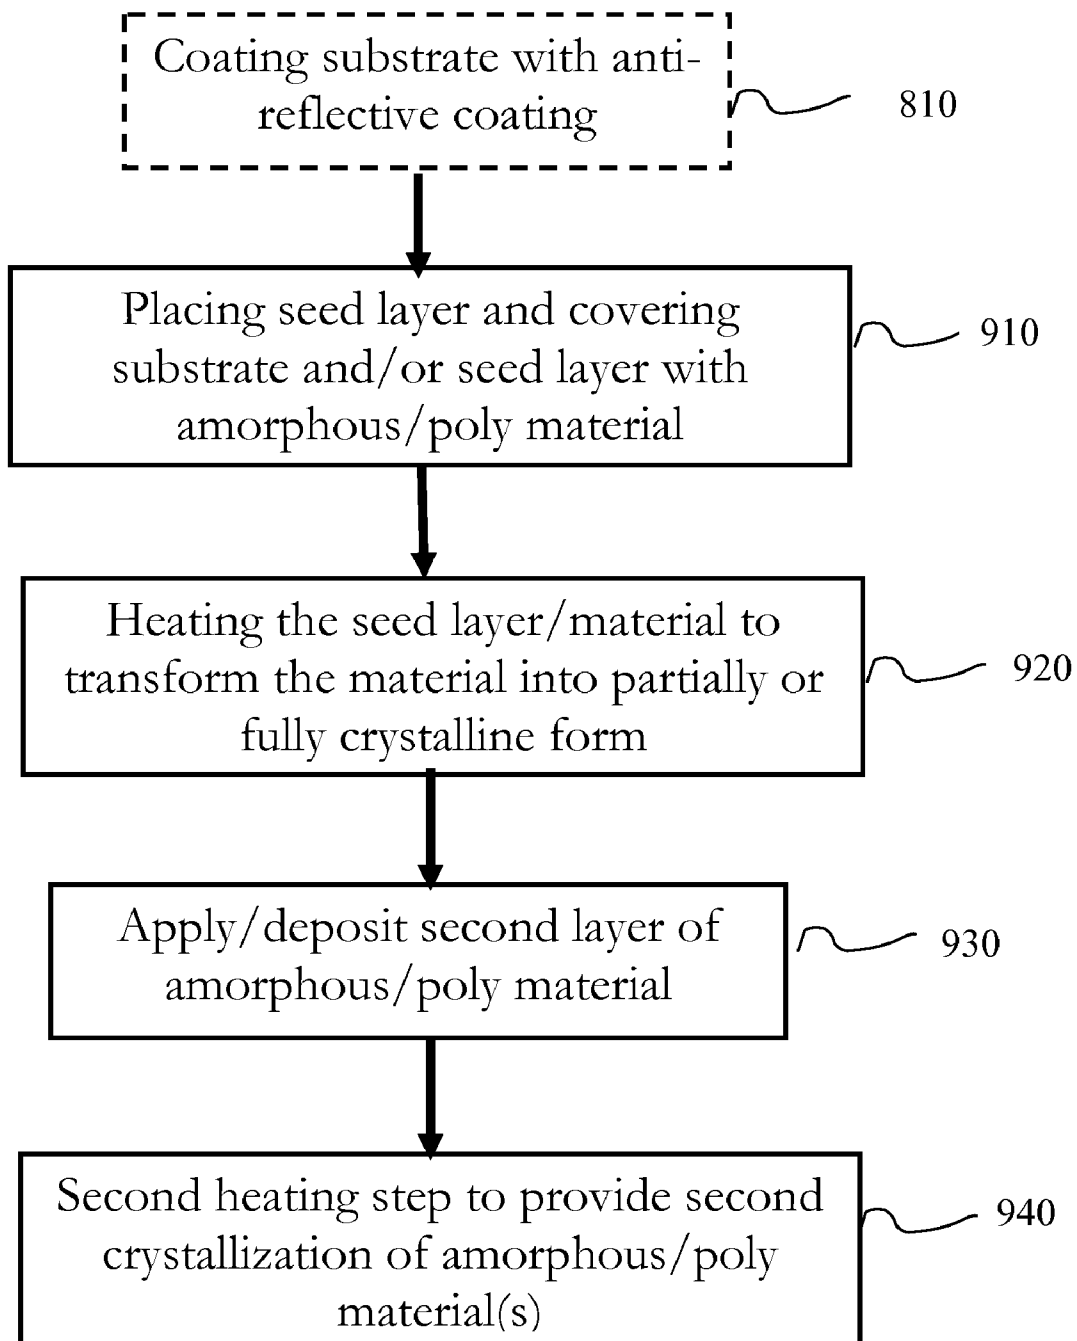 Coating substrate with anti-
reflective coating
810
Placing seed layer and covering
substrate and/or seed layer with
amorphous/poly material
910
Heating the seed layer/material to
transform the material into partially or
fully crystalline form
920
Apply/deposit second layer of
amorphous/poly material
930
Second heating step to provide second
crystallization of amorphous/poly
material(s)
940